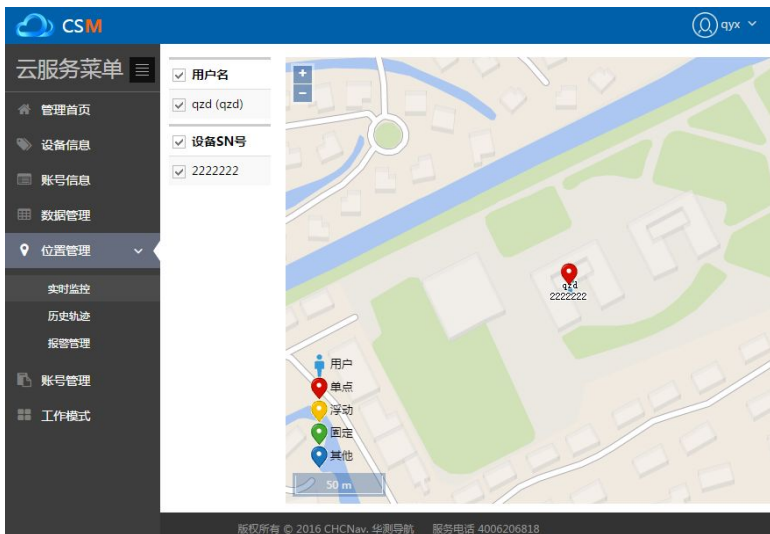 CSM
qyx
云服务菜单
管理首页
设备信息
账号信息
数据管理
位置管理
实时监控
历史轨迹
报警管理
账号管理
工作模式
用户名
qzd (qzd)
设备SN号
2222222
+
−
qzd
2222222
用户
单点
浮动
固定
其他
50 m
版权所有 © 2016 CHCNav. 华测导航 服务电话 4006206818